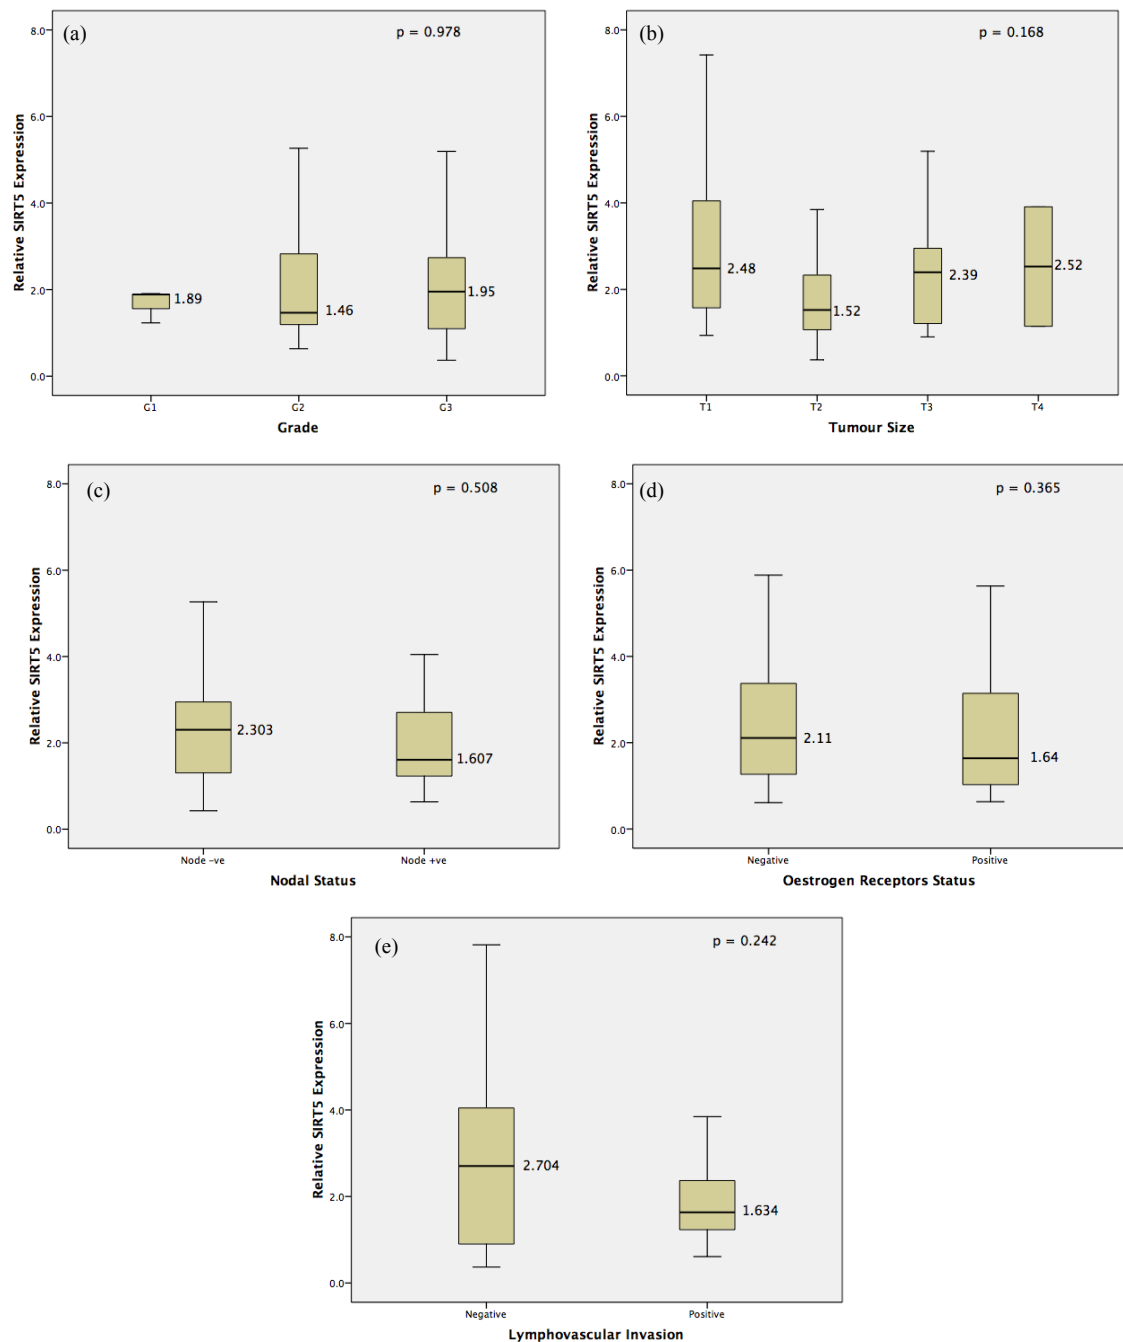 (a)
p = 0.978
8.0
6.0
4.0
2.0
0.0
Relative SIRT5 Expression
1.89
1.46
1.95
G1 G2 G3
Grade
(b)
p = 0.168
8.0
6.0
4.0
2.0
0.0
Relative SIRT5 Expression
2.48
1.52
2.39
2.52
T1 T2 T3 T4
Tumour Size
(c)
p = 0.508
8.0
6.0
4.0
2.0
0.0
Relative SIRT5 Expression
2.303
1.607
Node -ve Node +ve
Nodal Status
(d)
p = 0.365
8.0
6.0
4.0
2.0
0.0
Relative SIRT5 Expression
2.11
1.64
Negative Positive
Oestrogen Receptors Status
(e)
p = 0.242
8.0
6.0
4.0
2.0
0.0
Relative SIRT5 Expression
2.704
1.634
Negative Positive
Lymphovascular Invasion